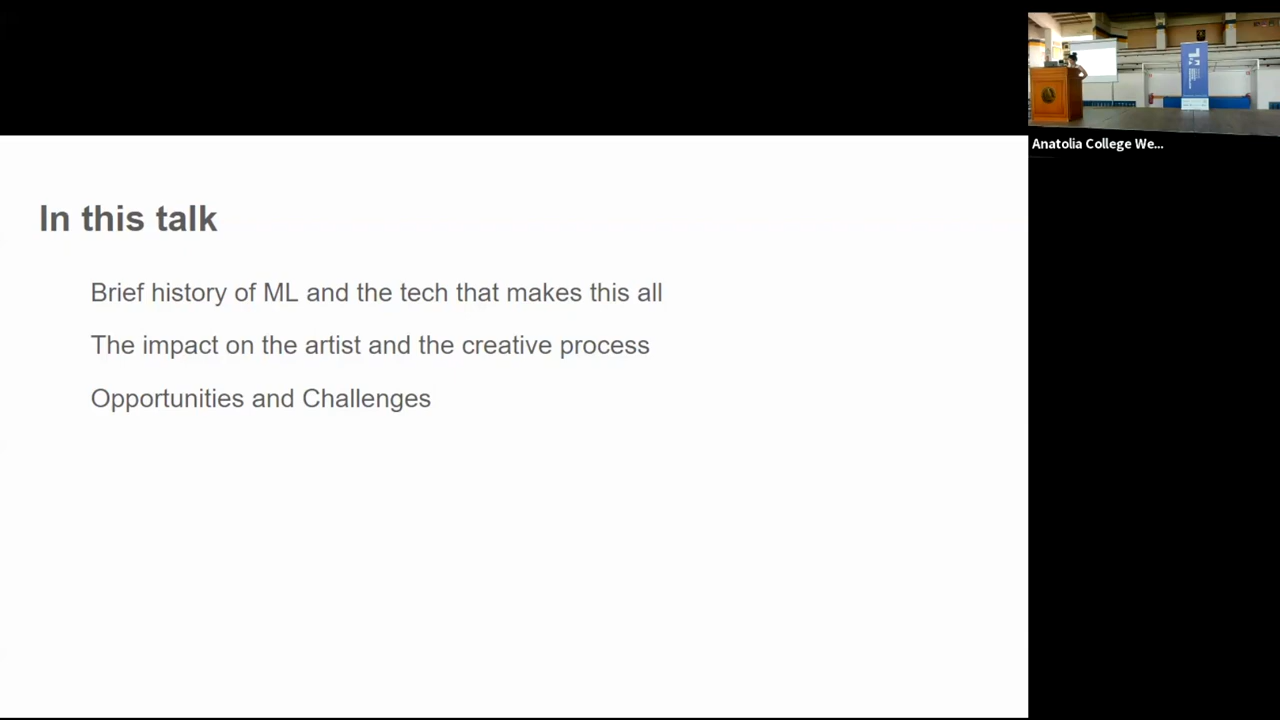 In this talk
Brief history of ML and the tech that makes this all
The impact on the artist and the creative process
Opportunities and Challenges
Anatolia College We...